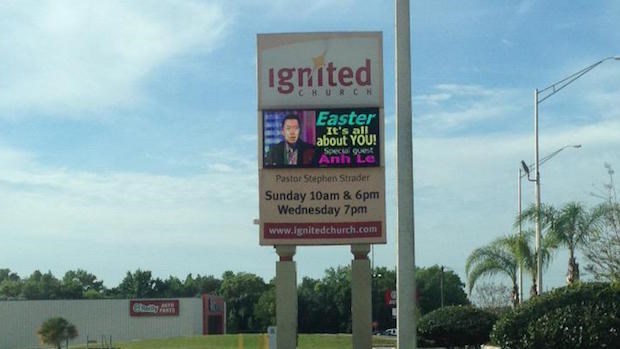 ignited
CHURCH
Easter
It's all
about YOU!
Special guest
Anh Le
Pastor Stephen Strader
Sunday 10am & 6pm
Wednesday 7pm
www.ignitedchurch.com
O'Reilly AUTO PARTS